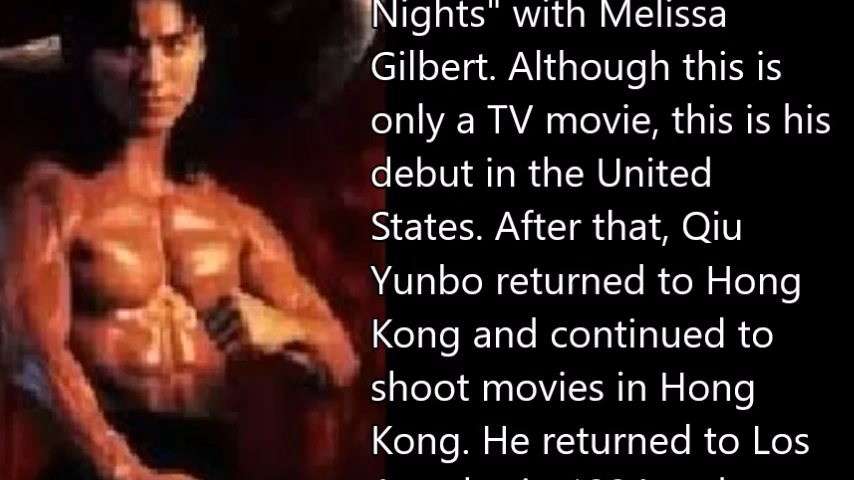 Nights" with Melissa
Gilbert. Although this is
only a TV movie, this is his
debut in the United
States. After that, Qiu
Yunbo returned to Hong
Kong and continued to
shoot movies in Hong
Kong. He returned to Los